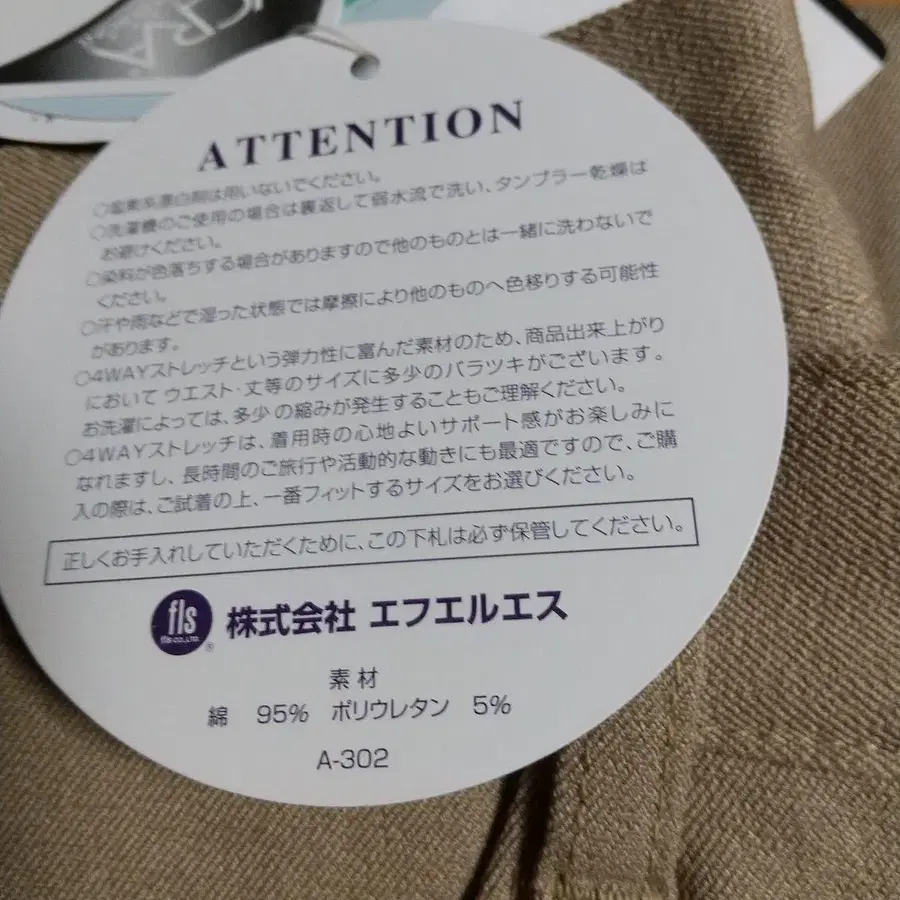 CRA
ATTENTION
○塩素系漂白剤は用いないでください。
○洗濯機のご使用の場合は裏返して弱水流で洗い、タンブラー乾燥は
お避けください。
○染料が色落ちする場合がありますので他のものとは一緒に洗わないで
ください。
○汗や雨などで湿った状態では摩擦により他のものへ色移りする可能性
があります。
○4WAYストレッチという弾力性に富んだ素材のため、商品出来上がり
において ウエスト・丈等のサイズに多少のバラツキがございます。
お洗濯によっては、多少の縮みが発生することもご理解ください。
○4WAYストレッチは、着用時の心地よいサポート感がお楽しみに
なれますし、長時間のご旅行や活動的な動きにも最適ですので、ご購
入の際は、ご試着の上、一番フィットするサイズをお選びください。
正しくお手入れしていただくために、この下札は必ず保管してください。
fls
fls co.,Ltd.
®
株式会社 エフエルエス
素材
綿 95% ポリウレタン 5%
A-302